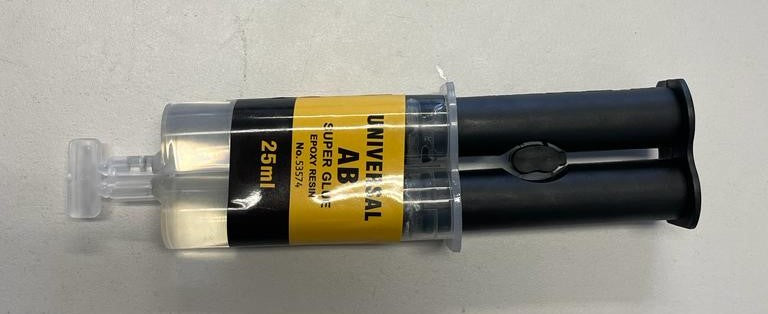 UNIVERSAL
AB
SUPER GLUE
EPOXY RESIN
No.53574
25ml